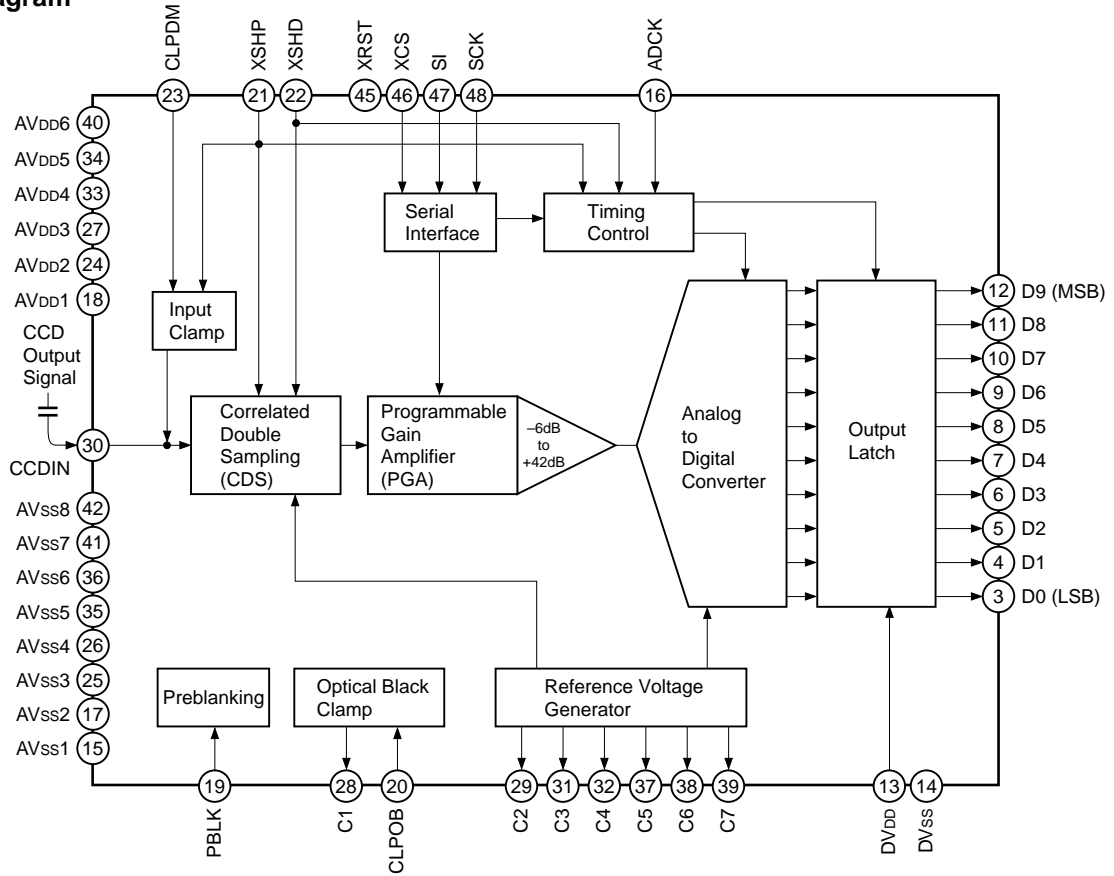 agram
CLPDM
XSHP
XSHD
XRST
XCS
SI
SCK
ADCK
23
21
22
45
46
47
48
16
AVDD6 40
AVDD5 34
AVDD4 33
AVDD3 27
AVDD2 24
AVDD1 18
CCD
Output
Signal
30
CCDIN
AVSS8 42
AVSS7 41
AVSS6 36
AVSS5 35
AVSS4 26
AVSS3 25
AVSS2 17
AVSS1 15
Serial
Interface
Timing
Control
Input
Clamp
Correlated
Double
Sampling
(CDS)
Programmable
Gain
Amplifier
(PGA)
–6dB
to
+42dB
Analog
to
Digital
Converter
Output
Latch
12 D9 (MSB)
11 D8
10 D7
9 D6
8 D5
7 D4
6 D3
5 D2
4 D1
3 D0 (LSB)
Preblanking
Optical Black
Clamp
Reference Voltage
Generator
19
28
20
29
31
32
37
38
39
13
14
PBLK
C1
CLPOB
C2
C3
C4
C5
C6
C7
DVDD
DVSS